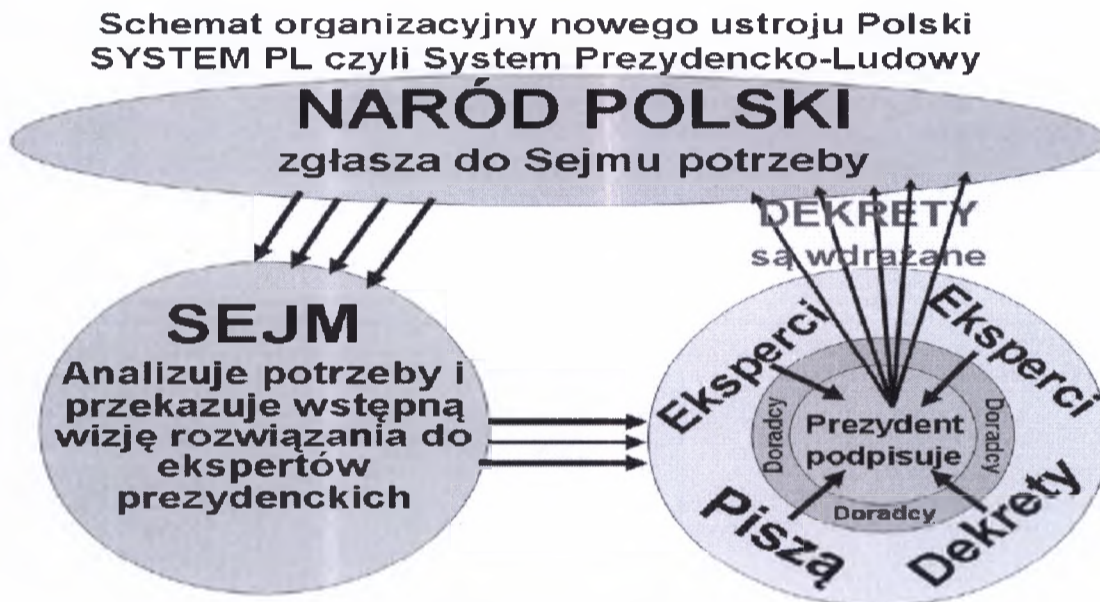 Schemat organizacyjny nowego ustroju Polski
SYSTEM PL czyli System Prezydencko-Ludowy
NARÓD POLSKI
zgłasza do Sejmu potrzeby
DEKRETY
są wdrażane
SEJM
Analizuje potrzeby i
przekazuje wstępną
wizję rozwiązania do
ekspertów
prezydenckich
Eksperci
Eksperci
Doradcy
Prezydent
podpisuje
Doradcy
Doradcy
Piszą
Dekrety